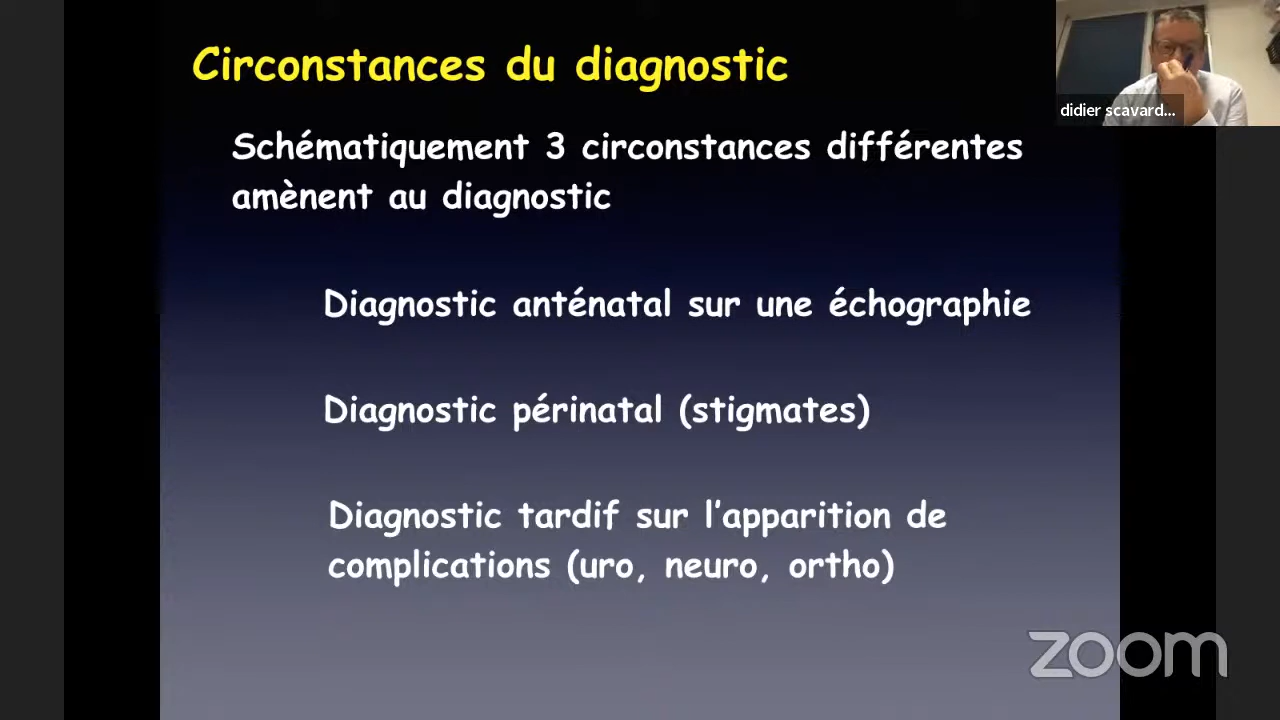 Circonstances du diagnostic
didier scavard...
Schématiquement 3 circonstances différentes
amènent au diagnostic
Diagnostic anténatal sur une échographie
Diagnostic périnatal (stigmates)
Diagnostic tardif sur l'apparition de
complications (uro, neuro, ortho)
zoom